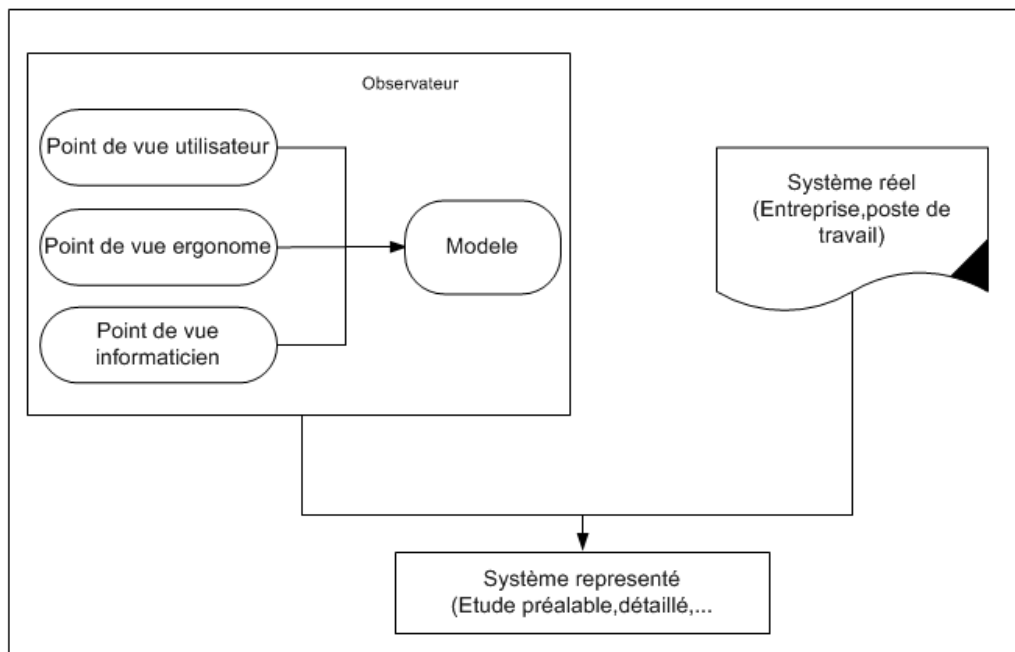 Observateur
Point de vue utilisateur
Point de vue ergonome
Point de vue
informaticien
Modele
Système réel
(Entreprise,poste de
travail)
Système representé
(Etude préalable,détaillé,...